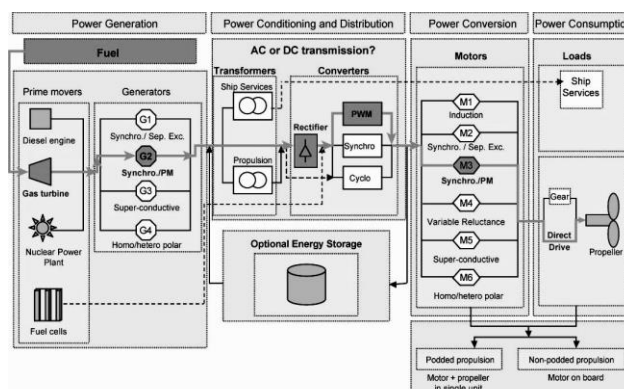 Power Generation
Power Conditioning and Distribution
Power Conversion
Power Consumption
Fuel
AC or DC transmission?
Motors
Loads
Prime movers
Generators
Transformers
Converters
Ship Services
Ship
Services
Diesel engine
G1
Synchro./ Sep. Exc.
G2
Synchro./PM
G3
Super-conductive
G4
Homo/hetero polar
Gas turbine
Nuclear Power
Plant
Fuel cells
Propulsion
Rectifier
PWM
Synchro
Cyclo
Optional Energy Storage
M1
Induction
M2
Synchro. / Sep. Exc.
M3
Synchro./PM
M4
Variable Reluctance
M5
Super-conductive
M6
Homo/hetero polar
Gear
Direct
Drive
Propeller
Podded propulsion
Non-podded propulsion
Motor + propeller
in single unit
Motor on board